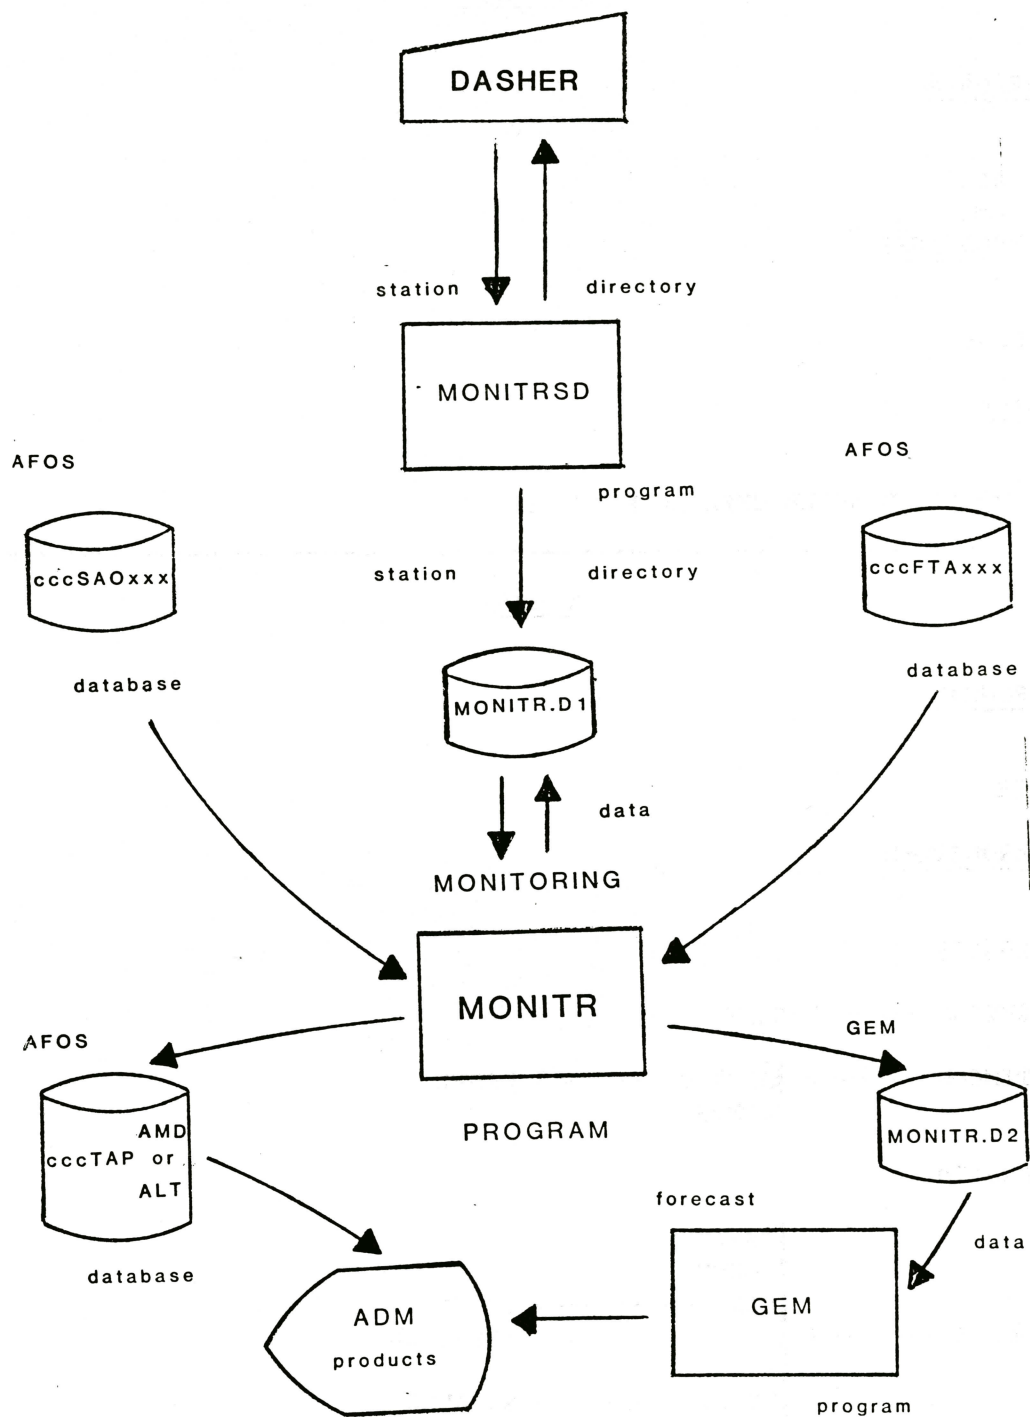 DASHER
station directory
MONITRSD
program
AFOS
cccSAOxxx
database
AFOS
cccFTAxxx
database
station directory
MONITR.D1
data
MONITORING
MONITR
PROGRAM
AFOS
AMD
cccTAP or
ALT
database
GEM
MONITR.D2
data
forecast
GEM
program
ADM
products